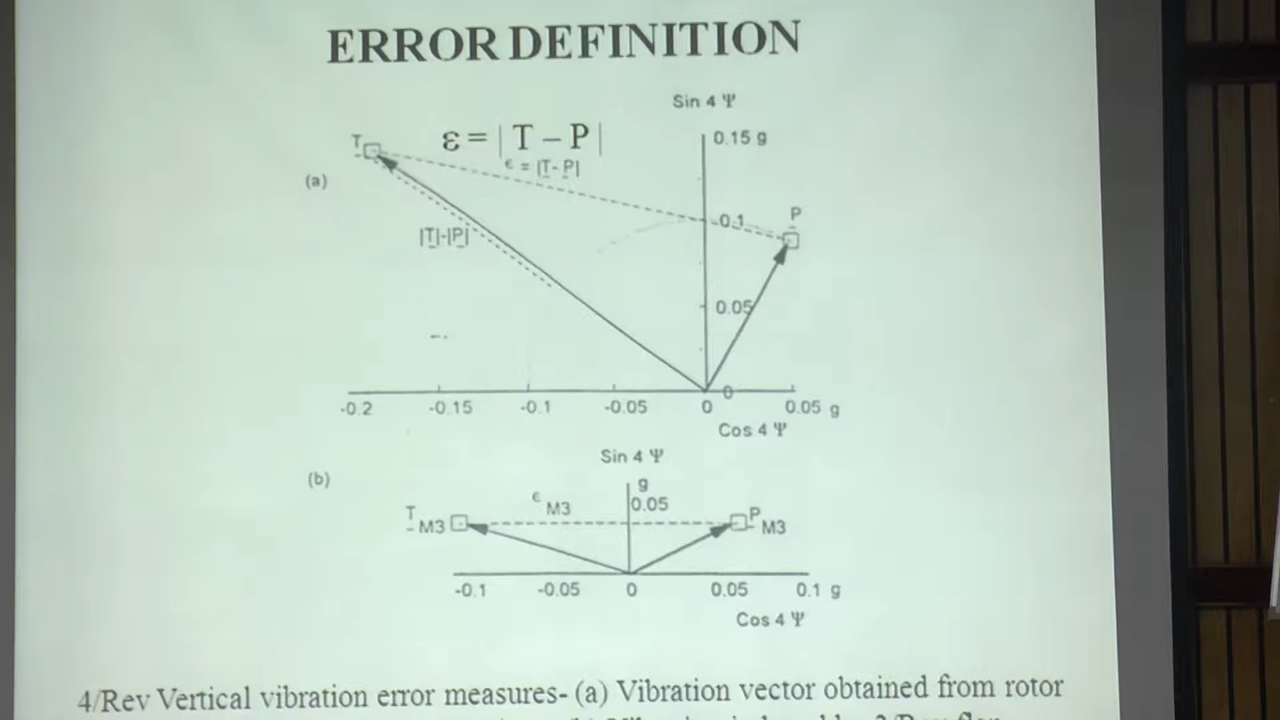 ERROR DEFINITION
Sin 4 Ψ
T
ε = | T – P |
0.15 g
ϵ = |T- P|
(a)
0.1
P
|T|-|P|
0.05
0
-0.2 -0.15 -0.1 -0.05 0 0.05 g
Cos 4 Ψ
Sin 4 Ψ
(b)
g
ϵ M3
0.05
T M3
P M3
-0.1 -0.05 0 0.05 0.1 g
Cos 4 Ψ
4/Rev Vertical vibration error measures- (a) Vibration vector obtained from rotor